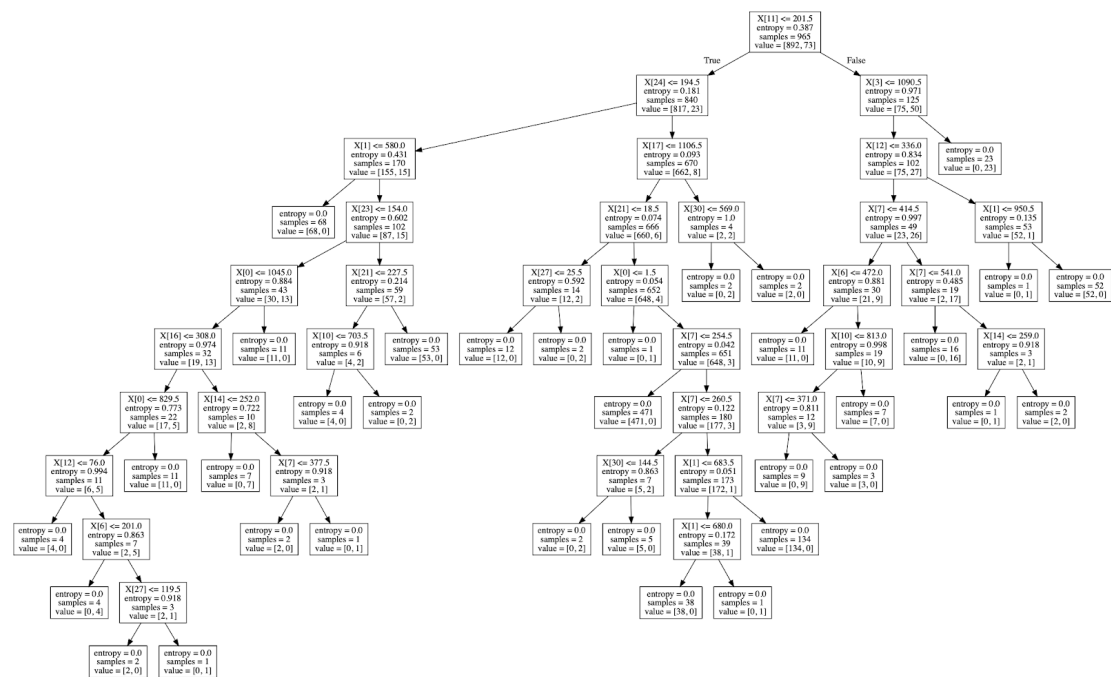 X[11] <= 201.5
entropy = 0.387
samples = 965
value = [892, 73]
True
False
X[24] <= 194.5
entropy = 0.181
samples = 840
value = [817, 23]
X[3] <= 1090.5
entropy = 0.971
samples = 125
value = [75, 50]
X[1] <= 580.0
entropy = 0.431
samples = 170
value = [155, 15]
X[17] <= 1106.5
entropy = 0.093
samples = 670
value = [662, 8]
X[12] <= 336.0
entropy = 0.834
samples = 102
value = [75, 27]
entropy = 0.0
samples = 23
value = [0, 23]
entropy = 0.0
samples = 68
value = [68, 0]
X[23] <= 154.0
entropy = 0.602
samples = 102
value = [87, 15]
X[21] <= 18.5
entropy = 0.074
samples = 666
value = [660, 6]
X[30] <= 569.0
entropy = 1.0
samples = 4
value = [2, 2]
X[7] <= 414.5
entropy = 0.997
samples = 49
value = [23, 26]
X[1] <= 950.5
entropy = 0.135
samples = 53
value = [52, 1]
X[0] <= 1045.0
entropy = 0.884
samples = 43
value = [30, 13]
X[21] <= 227.5
entropy = 0.214
samples = 59
value = [57, 2]
X[27] <= 25.5
entropy = 0.592
samples = 14
value = [12, 2]
X[0] <= 1.5
entropy = 0.054
samples = 652
value = [648, 4]
entropy = 0.0
samples = 2
value = [0, 2]
entropy = 0.0
samples = 2
value = [2, 0]
X[6] <= 472.0
entropy = 0.881
samples = 30
value = [21, 9]
X[7] <= 541.0
entropy = 0.485
samples = 19
value = [2, 17]
entropy = 0.0
samples = 1
value = [0, 1]
entropy = 0.0
samples = 52
value = [52, 0]
X[16] <= 308.0
entropy = 0.974
samples = 32
value = [19, 13]
entropy = 0.0
samples = 11
value = [11, 0]
X[10] <= 703.5
entropy = 0.918
samples = 6
value = [4, 2]
entropy = 0.0
samples = 53
value = [53, 0]
entropy = 0.0
samples = 12
value = [12, 0]
entropy = 0.0
samples = 2
value = [0, 2]
entropy = 0.0
samples = 1
value = [0, 1]
X[7] <= 254.5
entropy = 0.042
samples = 651
value = [648, 3]
entropy = 0.0
samples = 11
value = [11, 0]
X[10] <= 813.0
entropy = 0.998
samples = 19
value = [10, 9]
entropy = 0.0
samples = 16
value = [0, 16]
X[14] <= 259.0
entropy = 0.918
samples = 3
value = [2, 1]
X[0] <= 829.5
entropy = 0.773
samples = 22
value = [17, 5]
X[14] <= 252.0
entropy = 0.722
samples = 10
value = [2, 8]
entropy = 0.0
samples = 4
value = [4, 0]
entropy = 0.0
samples = 2
value = [0, 2]
entropy = 0.0
samples = 471
value = [471, 0]
X[7] <= 260.5
entropy = 0.122
samples = 180
value = [177, 3]
X[7] <= 371.0
entropy = 0.811
samples = 12
value = [3, 9]
entropy = 0.0
samples = 7
value = [7, 0]
entropy = 0.0
samples = 1
value = [0, 1]
entropy = 0.0
samples = 2
value = [2, 0]
X[12] <= 76.0
entropy = 0.994
samples = 11
value = [6, 5]
entropy = 0.0
samples = 11
value = [11, 0]
entropy = 0.0
samples = 7
value = [0, 7]
X[7] <= 377.5
entropy = 0.918
samples = 3
value = [2, 1]
X[30] <= 144.5
entropy = 0.863
samples = 7
value = [5, 2]
X[1] <= 683.5
entropy = 0.051
samples = 173
value = [172, 1]
entropy = 0.0
samples = 9
value = [0, 9]
entropy = 0.0
samples = 3
value = [3, 0]
entropy = 0.0
samples = 4
value = [4, 0]
X[6] <= 201.0
entropy = 0.863
samples = 7
value = [2, 5]
entropy = 0.0
samples = 2
value = [2, 0]
entropy = 0.0
samples = 1
value = [0, 1]
entropy = 0.0
samples = 2
value = [0, 2]
entropy = 0.0
samples = 5
value = [5, 0]
X[1] <= 680.0
entropy = 0.172
samples = 39
value = [38, 1]
entropy = 0.0
samples = 134
value = [134, 0]
entropy = 0.0
samples = 4
value = [0, 4]
X[27] <= 119.5
entropy = 0.918
samples = 3
value = [2, 1]
entropy = 0.0
samples = 38
value = [38, 0]
entropy = 0.0
samples = 1
value = [0, 1]
entropy = 0.0
samples = 2
value = [2, 0]
entropy = 0.0
samples = 1
value = [0, 1]